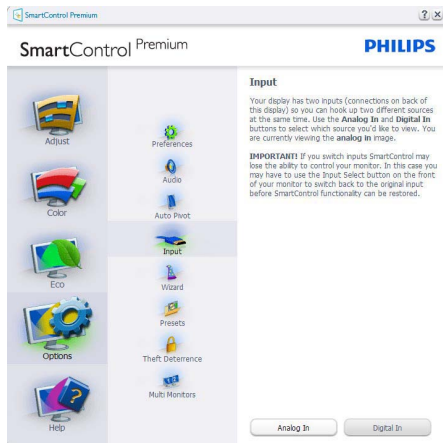 SmartControl Premium
SmartControl Premium
PHILIPS
Adjust
Color
Eco
Options
Help
Preferences
Audio
Auto Pivot
Input
Wizard
Presets
Theft Deterrence
Multi Monitors
Input
Your display has two inputs (connections on back of
this display) so you can hook up two different sources
at the same time. Use the Analog In and Digital In
buttons to select which source you'd like to view. You
are currently viewing the analog in image.
IMPORTANT! If you switch inputs SmartControl may
lose the ability to control your monitor. In this case you
may have to use the Input Select button on the front
of your monitor to switch back to the original input
before SmartControl functionality can be restored.
Analog In
Digital In